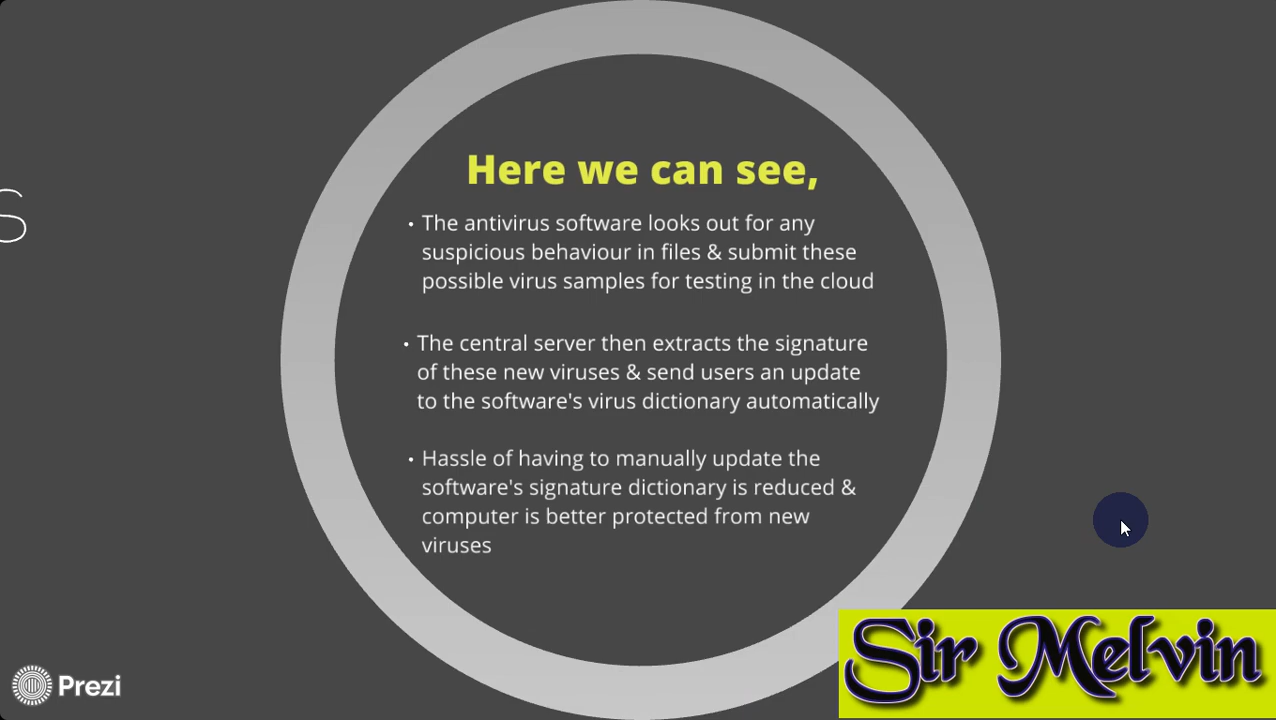 s
Here we can see,
• The antivirus software looks out for any
suspicious behaviour in files & submit these
possible virus samples for testing in the cloud
• The central server then extracts the signature
of these new viruses & send users an update
to the software's virus dictionary automatically
• Hassle of having to manually update the
software's signature dictionary is reduced &
computer is better protected from new
viruses
Sir Melvin
Prezi